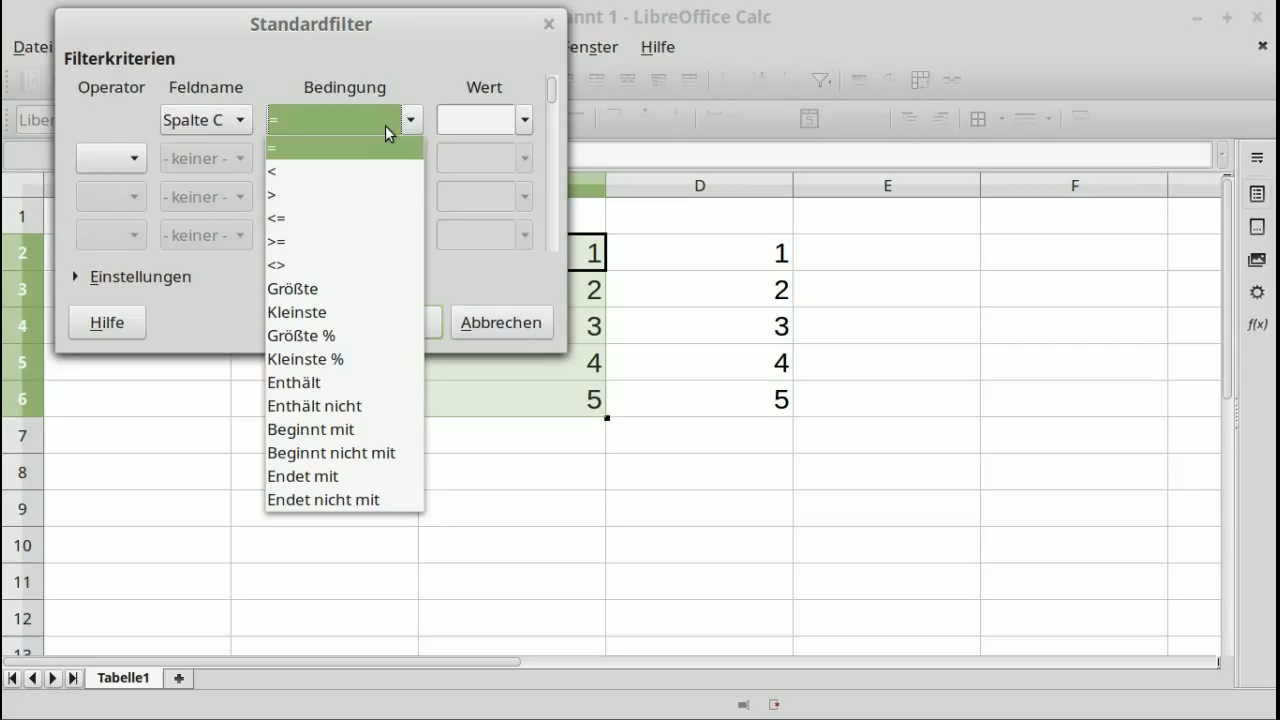 Standardfilter
annt 1 - LibreOffice Calc
Datei
enster
Hilfe
Filterkriterien
Operator Feldname Bedingung Wert
Spalte C =
- keiner -
- keiner -
- keiner -
Einstellungen
Hilfe
Abbrechen
=
<
>
<=
>=
<>
Größte
Kleinste
Größte %
Kleinste %
Enthält
Enthält nicht
Beginnt mit
Beginnt nicht mit
Endet mit
Endet nicht mit
Liber
D E F
1
2 1 1
3 2 2
4 3 3
5 4 4
6 5 5
7
8
9
10
11
12
13
f(x)
Tabelle1